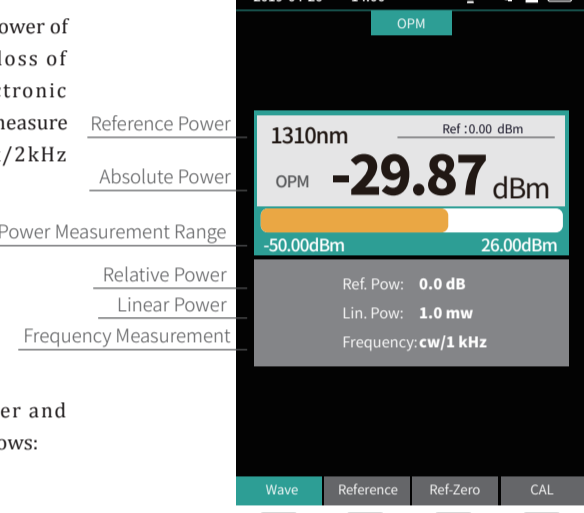 ower of
loss of
ctronic
measure
/2kHz
er and
ows:
Reference Power
Absolute Power
Power Measurement Range
Relative Power
Linear Power
Frequency Measurement
OPM
1310nm
Ref :0.00 dBm
OPM -29.87 dBm
-50.00dBm 26.00dBm
Ref. Pow: 0.0 dB
Lin. Pow: 1.0 mw
Frequency: cw/1 kHz
Wave Reference Ref-Zero CAL